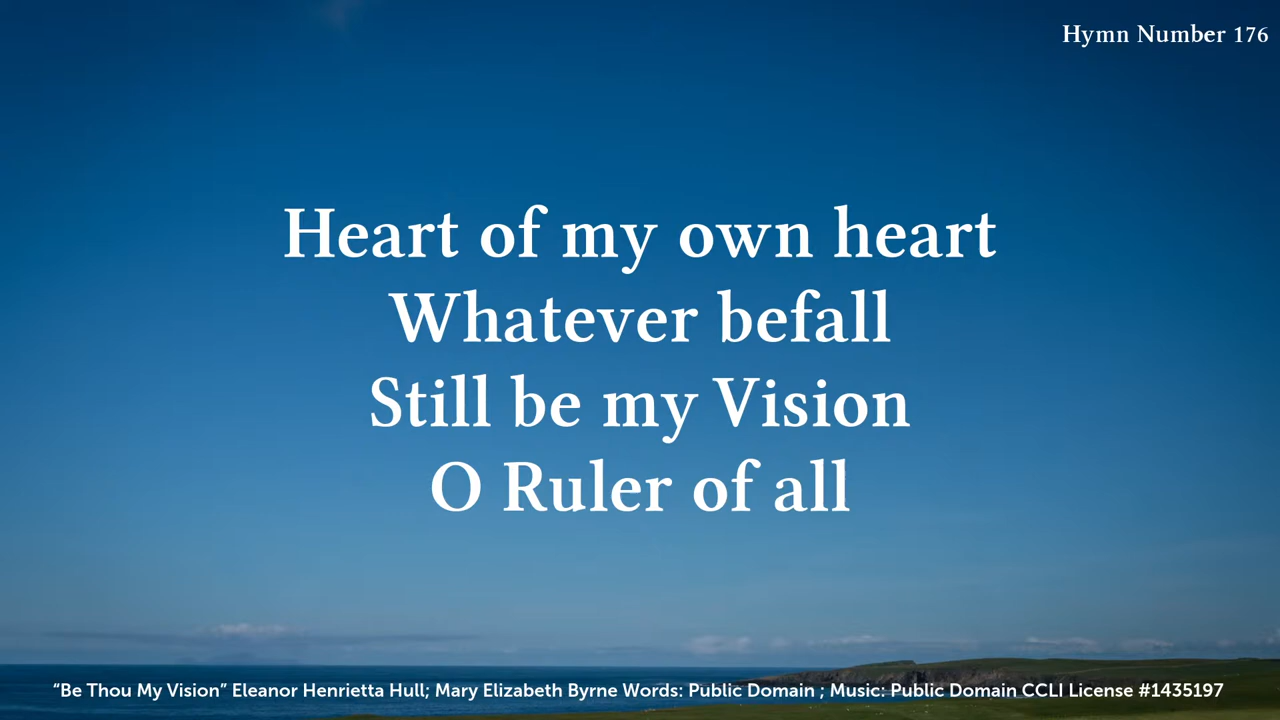 Hymn Number 176
Heart of my own heart
Whatever befall
Still be my Vision
O Ruler of all
“Be Thou My Vision” Eleanor Henrietta Hull; Mary Elizabeth Byrne Words: Public Domain ; Music: Public Domain CCLI License #1435197